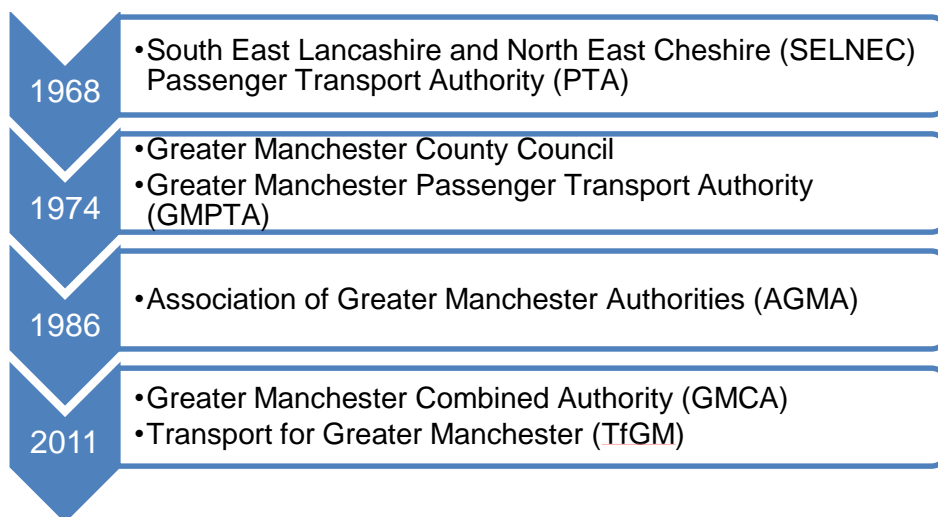 1968
•South East Lancashire and North East Cheshire (SELNEC)
Passenger Transport Authority (PTA)
1974
•Greater Manchester County Council
•Greater Manchester Passenger Transport Authority
(GMPTA)
1986
•Association of Greater Manchester Authorities (AGMA)
2011
•Greater Manchester Combined Authority (GMCA)
•Transport for Greater Manchester (TfGM)